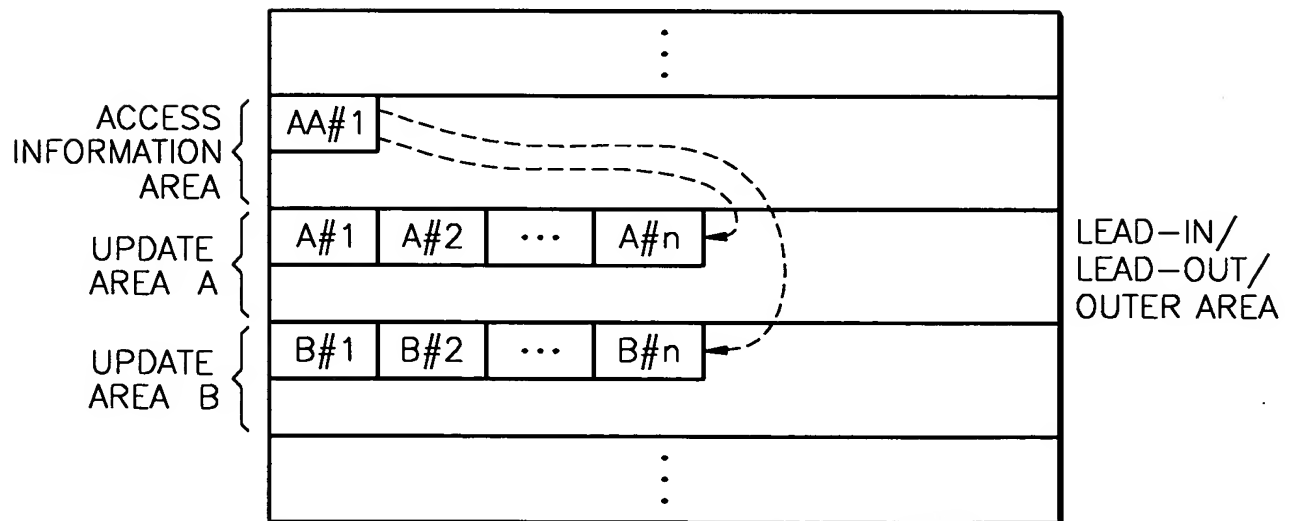 ACCESS
INFORMATION
AREA
AA#1
UPDATE
AREA A
A#1 A#2 ... A#n
LEAD-IN/
LEAD-OUT/
OUTER AREA
UPDATE
AREA B
B#1 B#2 ... B#n